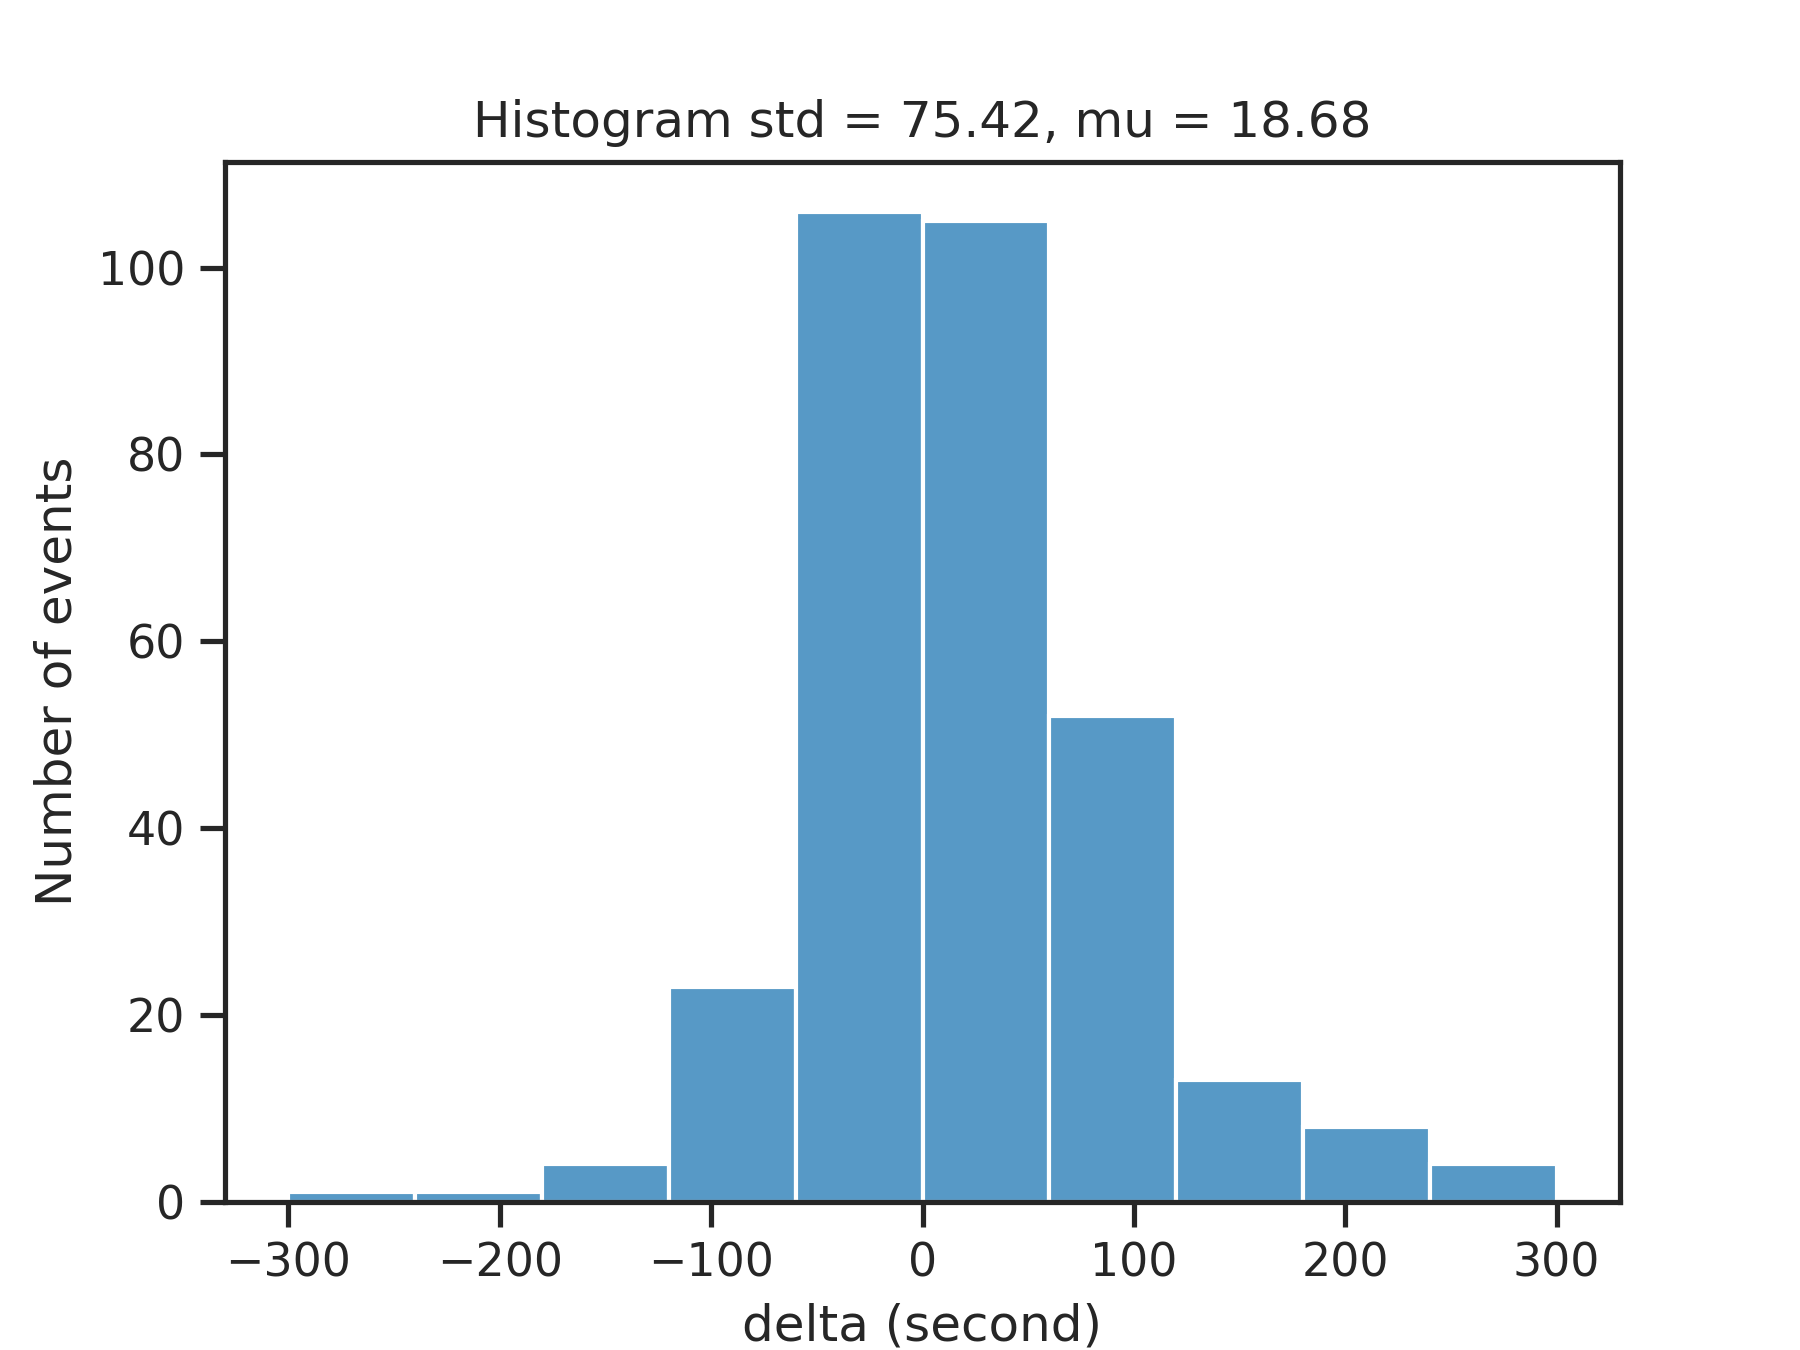 Histogram std = 75.42, mu = 18.68
Number of events
100
80
60
40
20
0
−300 −200 −100 0 100 200 300
delta (second)